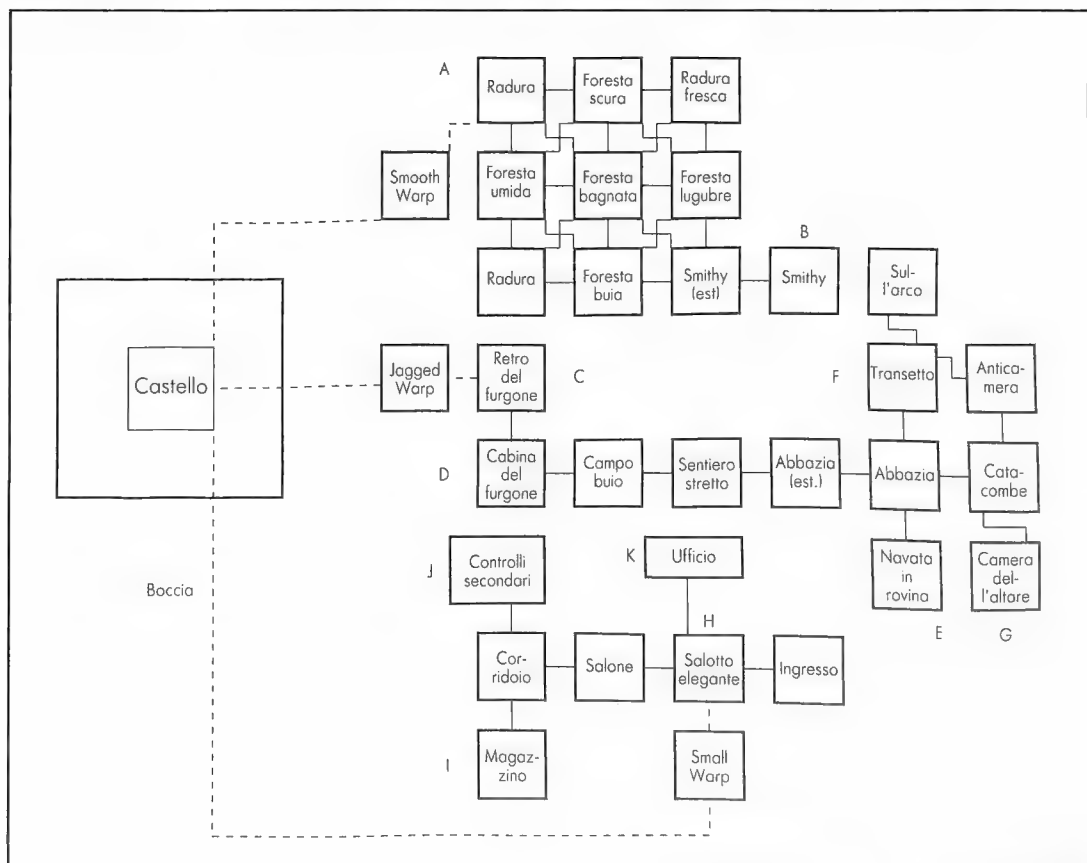 A
Radura
Foresta
scura
Radura
fresca
Smooth
Warp
Foresta
umida
Foresta
bagnata
Foresta
lugubre
B
Radura
Foresta
buia
Smithy
(est)
Smithy
Sul-
l'arco
Castello
Jagged
Warp
Retro
del
furgone
C
F
Transetto
Antica-
mera
D
Cabina
del
furgone
Campo
buio
Sentiero
stretto
Abbazia
(est.)
Abbazia
Cata-
combe
J
Controlli
secondari
K
Ufficio
Navata
in
rovina
Camera
del-
l'altore
Boccia
H
E
G
Cor-
ridoio
Salone
Salotto
elegante
Ingresso
I
Magaz-
zino
Small
Warp